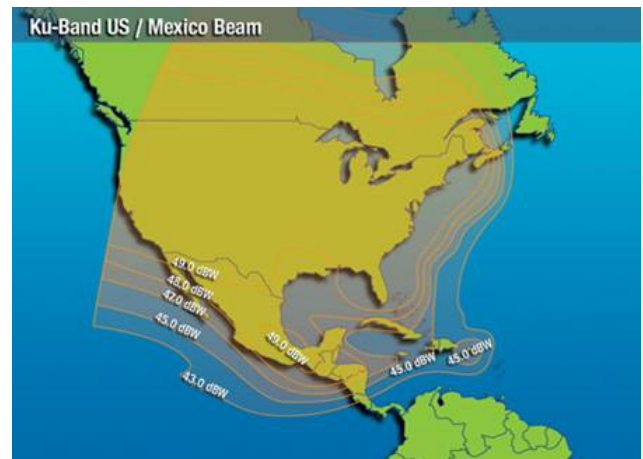 Ku-Band US / Mexico Beam
49.0 dBW
48.0 dBW
47.0 dBW
45.0 dBW
43.0 dBW
49.0 dBW
45.0 dBW
45.0 dBW